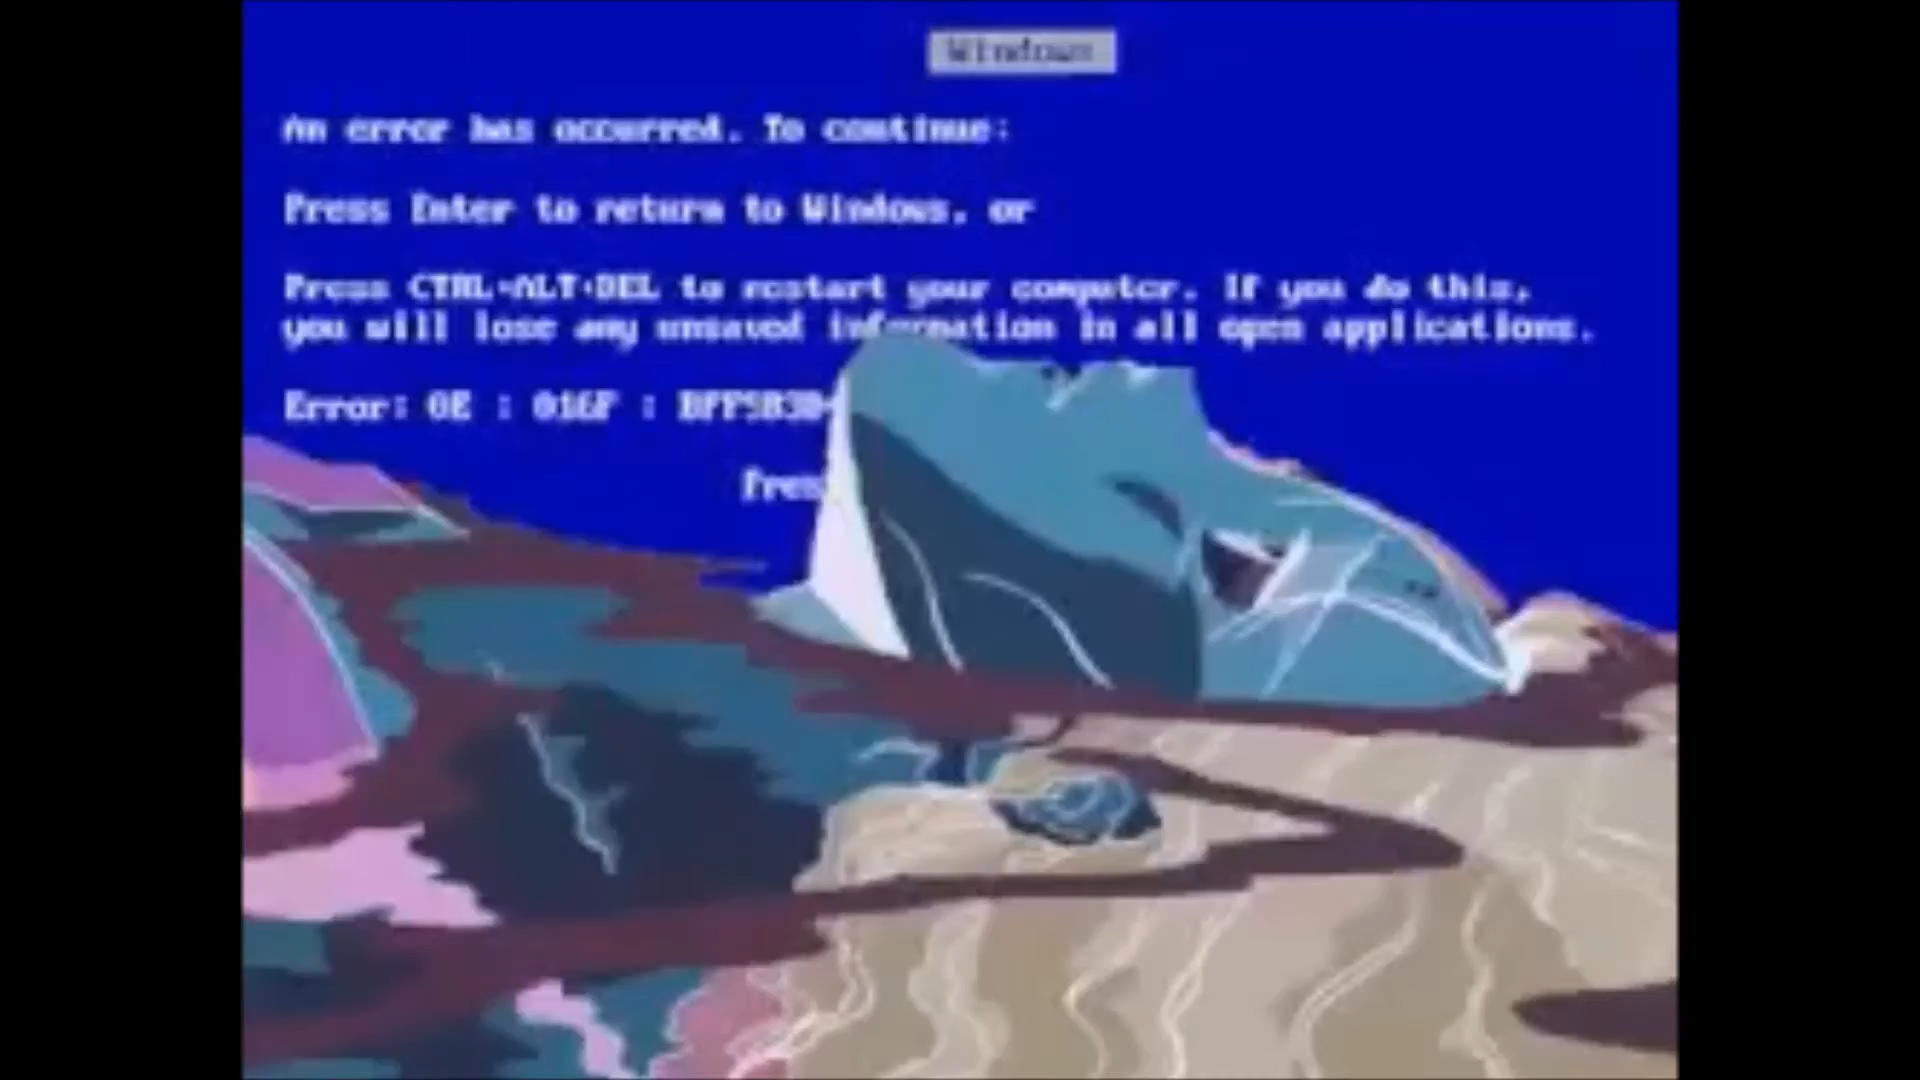 Windows
An error has occurred. To continue:
Press Enter to return to Windows, or
Press CTRL+ALT+DEL to restart your computer. If you do this,
you will lose any unsaved information in all open applications.
Error: 0E : 016F : BFF9B3D
Press